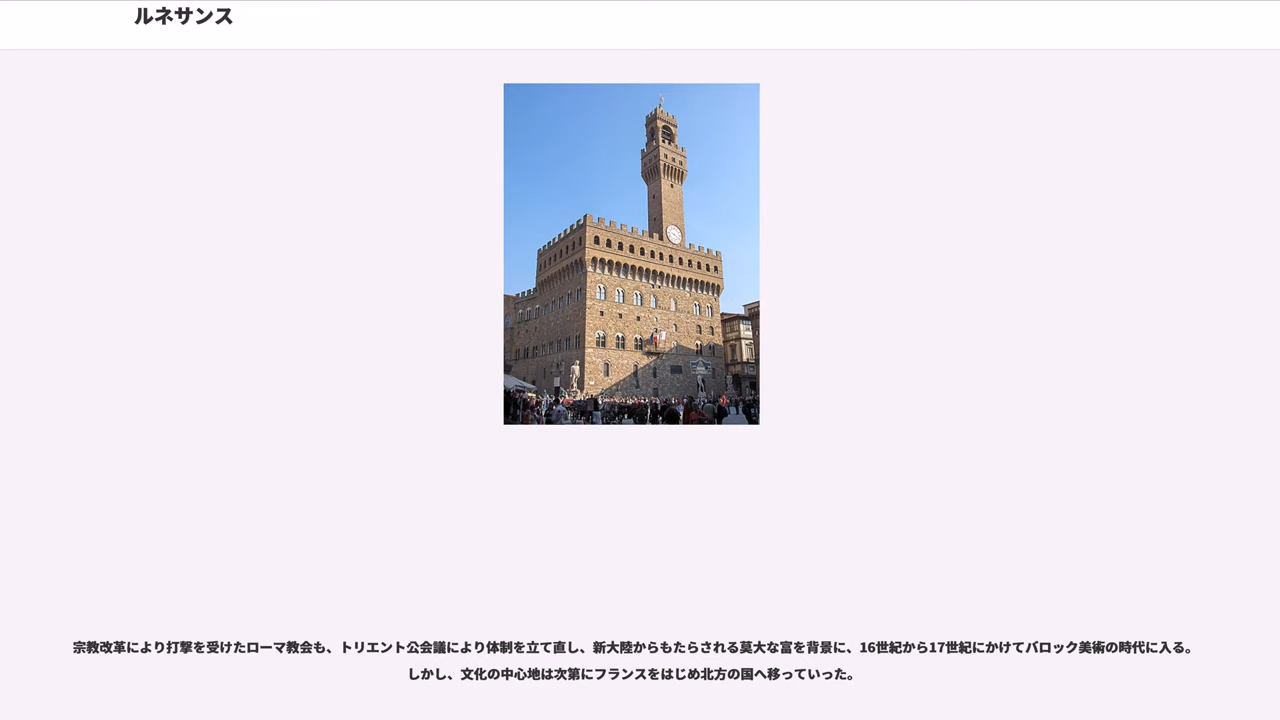 ルネサンス
宗教改革により打撃を受けたローマ教会も、トリエント公会議により体制を立て直し、新大陸からもたらされる莫大な富を背景に、16世紀から17世紀にかけてバロック美術の時代に入る。
しかし、文化の中心地は次第にフランスをはじめ北方の国へ移っていった。